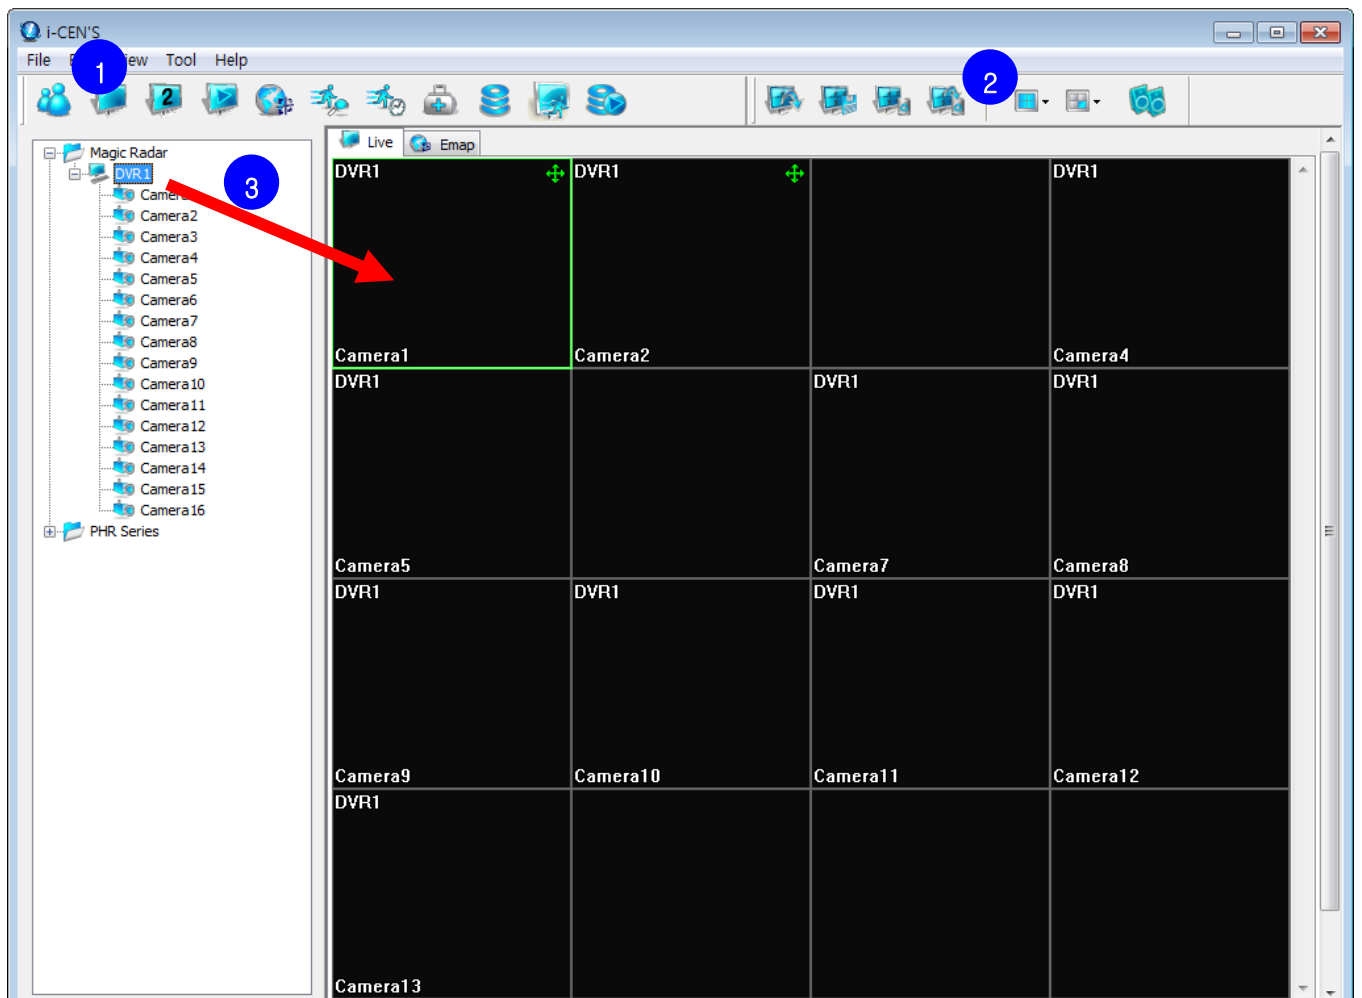 i-CEN'S
File
ew Tool Help
1
2
2
Magic Radar
DVR1
3
Came
Camera2
Camera3
Camera4
Camera5
Camera6
Camera7
Camera8
Camera9
Camera10
Camera11
Camera12
Camera13
Camera14
Camera15
Camera16
PHR Series
Live Emap
DVR1 DVR1 DVR1
Camera1 Camera2 Camera4
DVR1 DVR1 DVR1
Camera5 Camera7 Camera8
DVR1 DVR1 DVR1 DVR1
Camera9 Camera10 Camera11 Camera12
DVR1
Camera13